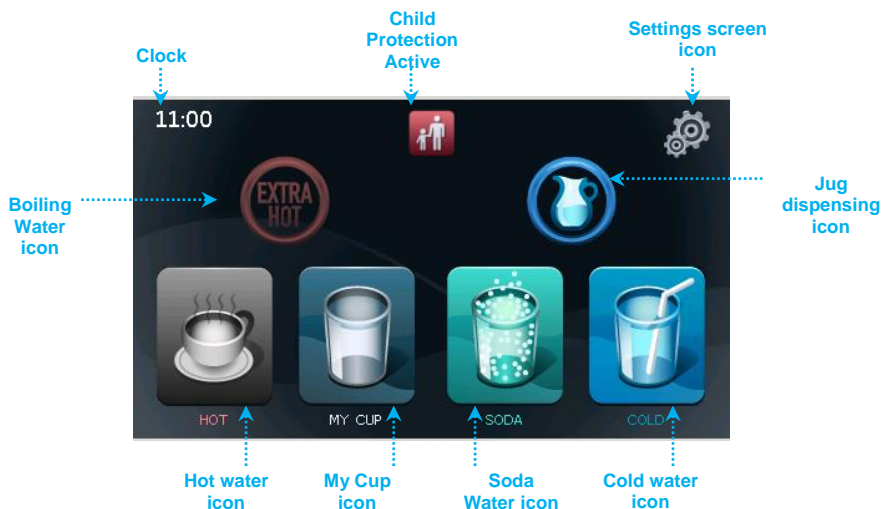 Child
Protection
Active
Settings screen
icon
Clock
11:00
EXTRA
HOT
Boiling
Water
icon
Jug
dispensing
icon
HOT
MY CUP
SODA
COLD
Hot water
icon
My Cup
icon
Soda
Water icon
Cold water
icon